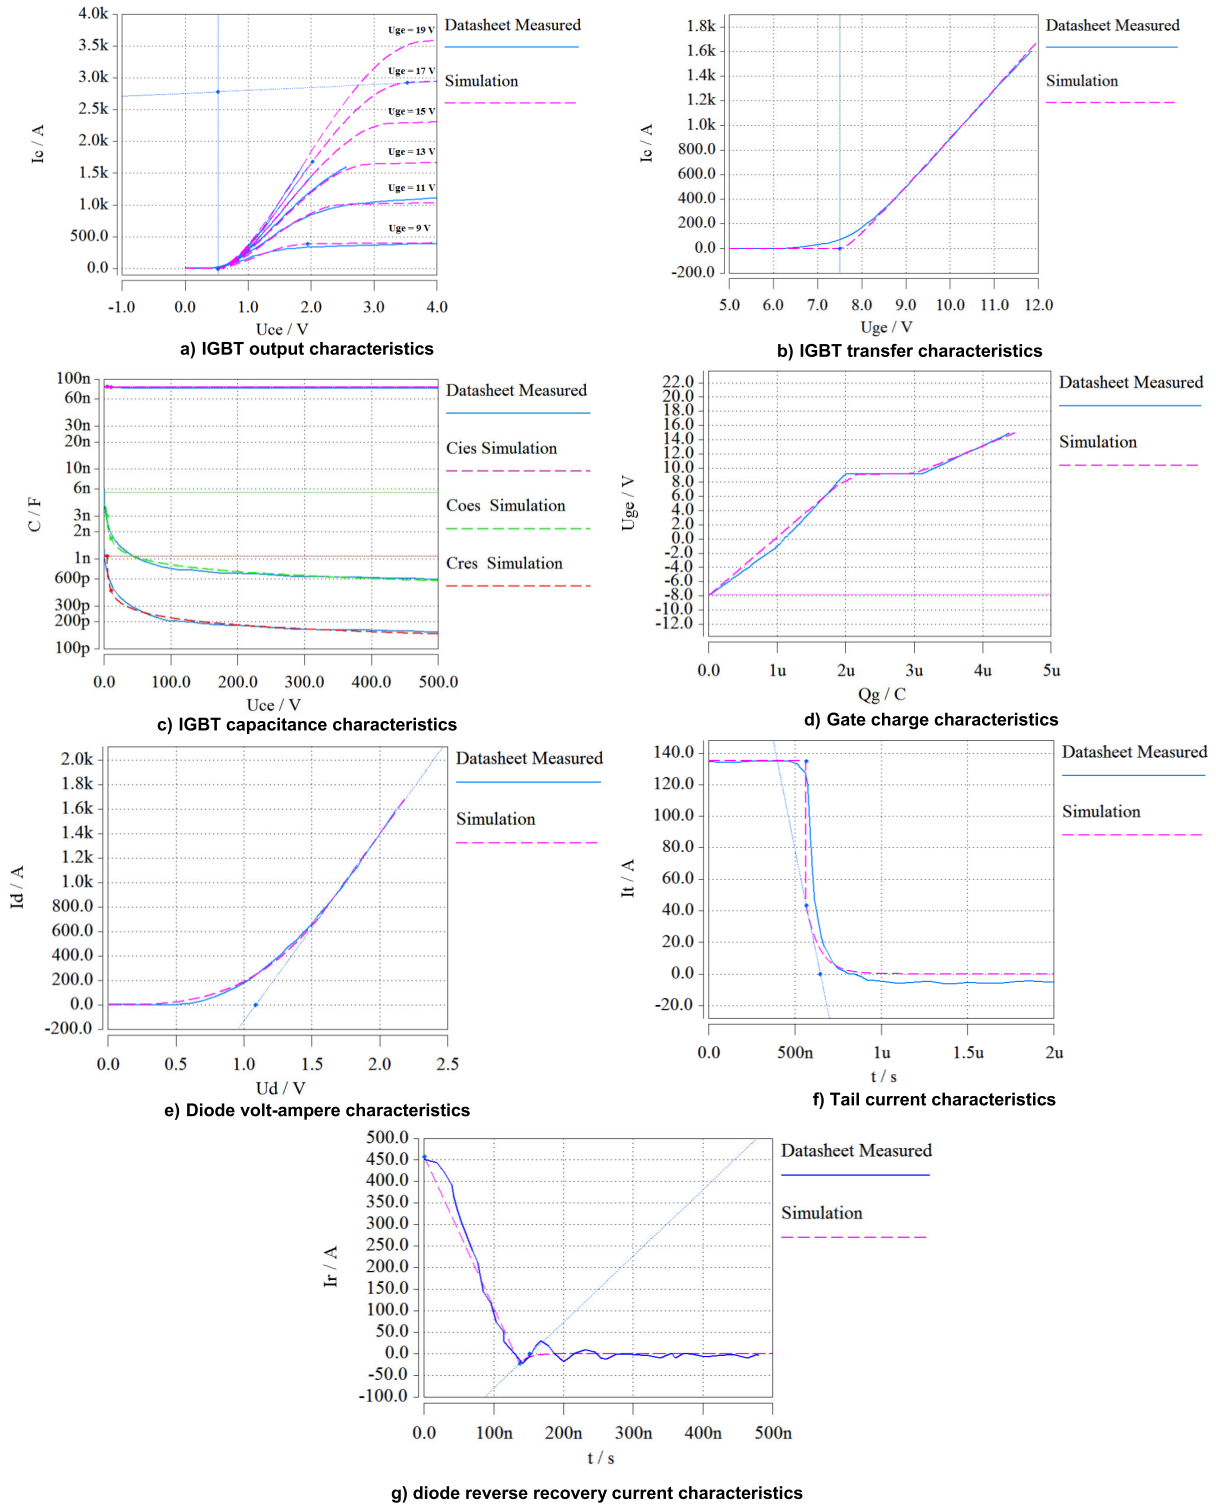 4.0k
3.5k
3.0k
2.5k
2.0k
1.5k
1.0k
500.0
0.0
Ic / A
Uge = 19 V
Uge = 17 V
Uge = 15 V
Uge = 13 V
Uge = 11 V
Uge = 9 V
-1.0 0.0 1.0 2.0 3.0 4.0
Uce / V
Datasheet Measured
Simulation
a) IGBT output characteristics
1.8k
1.6k
1.4k
1.2k
1.0k
800.0
600.0
400.0
200.0
0.0
-200.0
Ic / A
5.0 6.0 7.0 8.0 9.0 10.0 11.0 12.0
Uge / V
Datasheet Measured
Simulation
b) IGBT transfer characteristics
100n
60n
30n
20n
10n
6n
3n
2n
1n
600p
300p
200p
100p
C / F
0.0 100.0 200.0 300.0 400.0 500.0
Uce / V
Datasheet Measured
Cies Simulation
Coes Simulation
Cres Simulation
c) IGBT capacitance characteristics
22.0
20.0
18.0
16.0
14.0
12.0
10.0
8.0
6.0
4.0
2.0
0.0
-2.0
-4.0
-6.0
-8.0
-10.0
-12.0
Uge / V
0.0 1u 2u 3u 4u 5u
Qg / C
Datasheet Measured
Simulation
d) Gate charge characteristics
2.0k
1.8k
1.6k
1.4k
1.2k
1.0k
800.0
600.0
400.0
200.0
0.0
-200.0
Id / A
0.0 0.5 1.0 1.5 2.0 2.5
Ud / V
Datasheet Measured
Simulation
e) Diode volt-ampere characteristics
140.0
120.0
100.0
80.0
60.0
40.0
20.0
0.0
-20.0
It / A
0.0 500n 1u 1.5u 2u
t / s
Datasheet Measured
Simulation
f) Tail current characteristics
500.0
450.0
400.0
350.0
300.0
250.0
200.0
150.0
100.0
50.0
0.0
-50.0
-100.0
Ir / A
0.0 100n 200n 300n 400n 500n
t / s
Datasheet Measured
Simulation
g) diode reverse recovery current characteristics